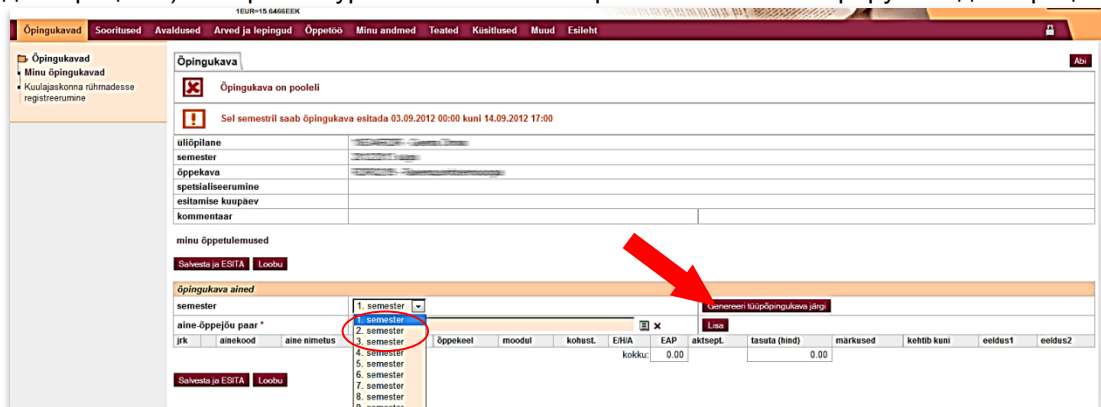 1EUR=15.6466EEK
Õpingukavad Sooritused Avaldused Arved ja lepingud Õppetöö Minu andmed Teated Küsitlused Muud Esileht
Õpingukavad
Minu õpingukavad
Kuulajaskonna rühmadesse
registreerumine
Õpingukava Abi
Õpingukava on pooleli
Sel semestril saab õpingukava esitada 03.09.2012 00:00 kuni 14.09.2012 17:00
üliõpilane
semester
õppekava
spetsialiseerumine
esitamise kuupäev
kommentaar
minu õppetulemused
Salvesta ja ESITA Loobu
õpingukava ained
semester 1. semester Genereeri tüüpõpingukava järgi
aine-õppejõu paar * Lisa
1. semester
2. semester
3. semester
4. semester
5. semester
6. semester
7. semester
8. semester
9. semester
jrk ainekood aine nimetus õppekeel moodul kohust. E/H/A EAP aktsept. tasuta (hind) märkused kehtib kuni eeldus1 eeldus2
kokku: 0.00 0.00
Salvesta ja ESITA Loobu